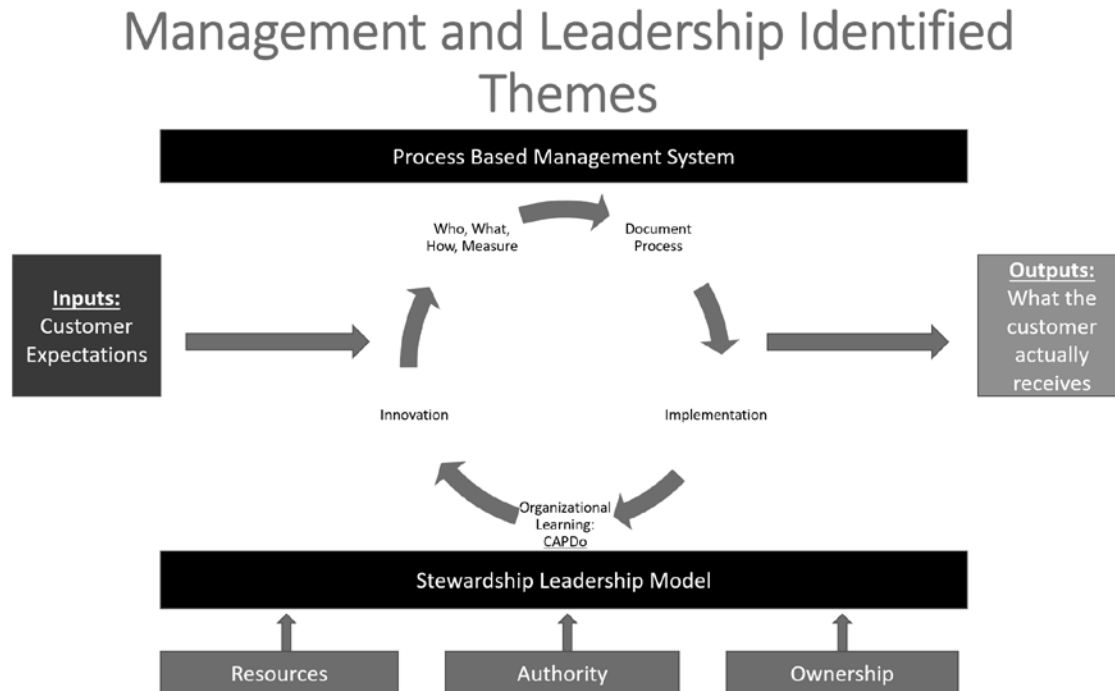 Management and Leadership Identified
Themes
Process Based Management System
Who, What,
How, Measure
Document
Process
Inputs:
Customer
Expectations
Outputs:
What the
customer
actually
receives
Innovation
Implementation
Organizational
Learning:
CAPDo
Stewardship Leadership Model
Resources
Authority
Ownership